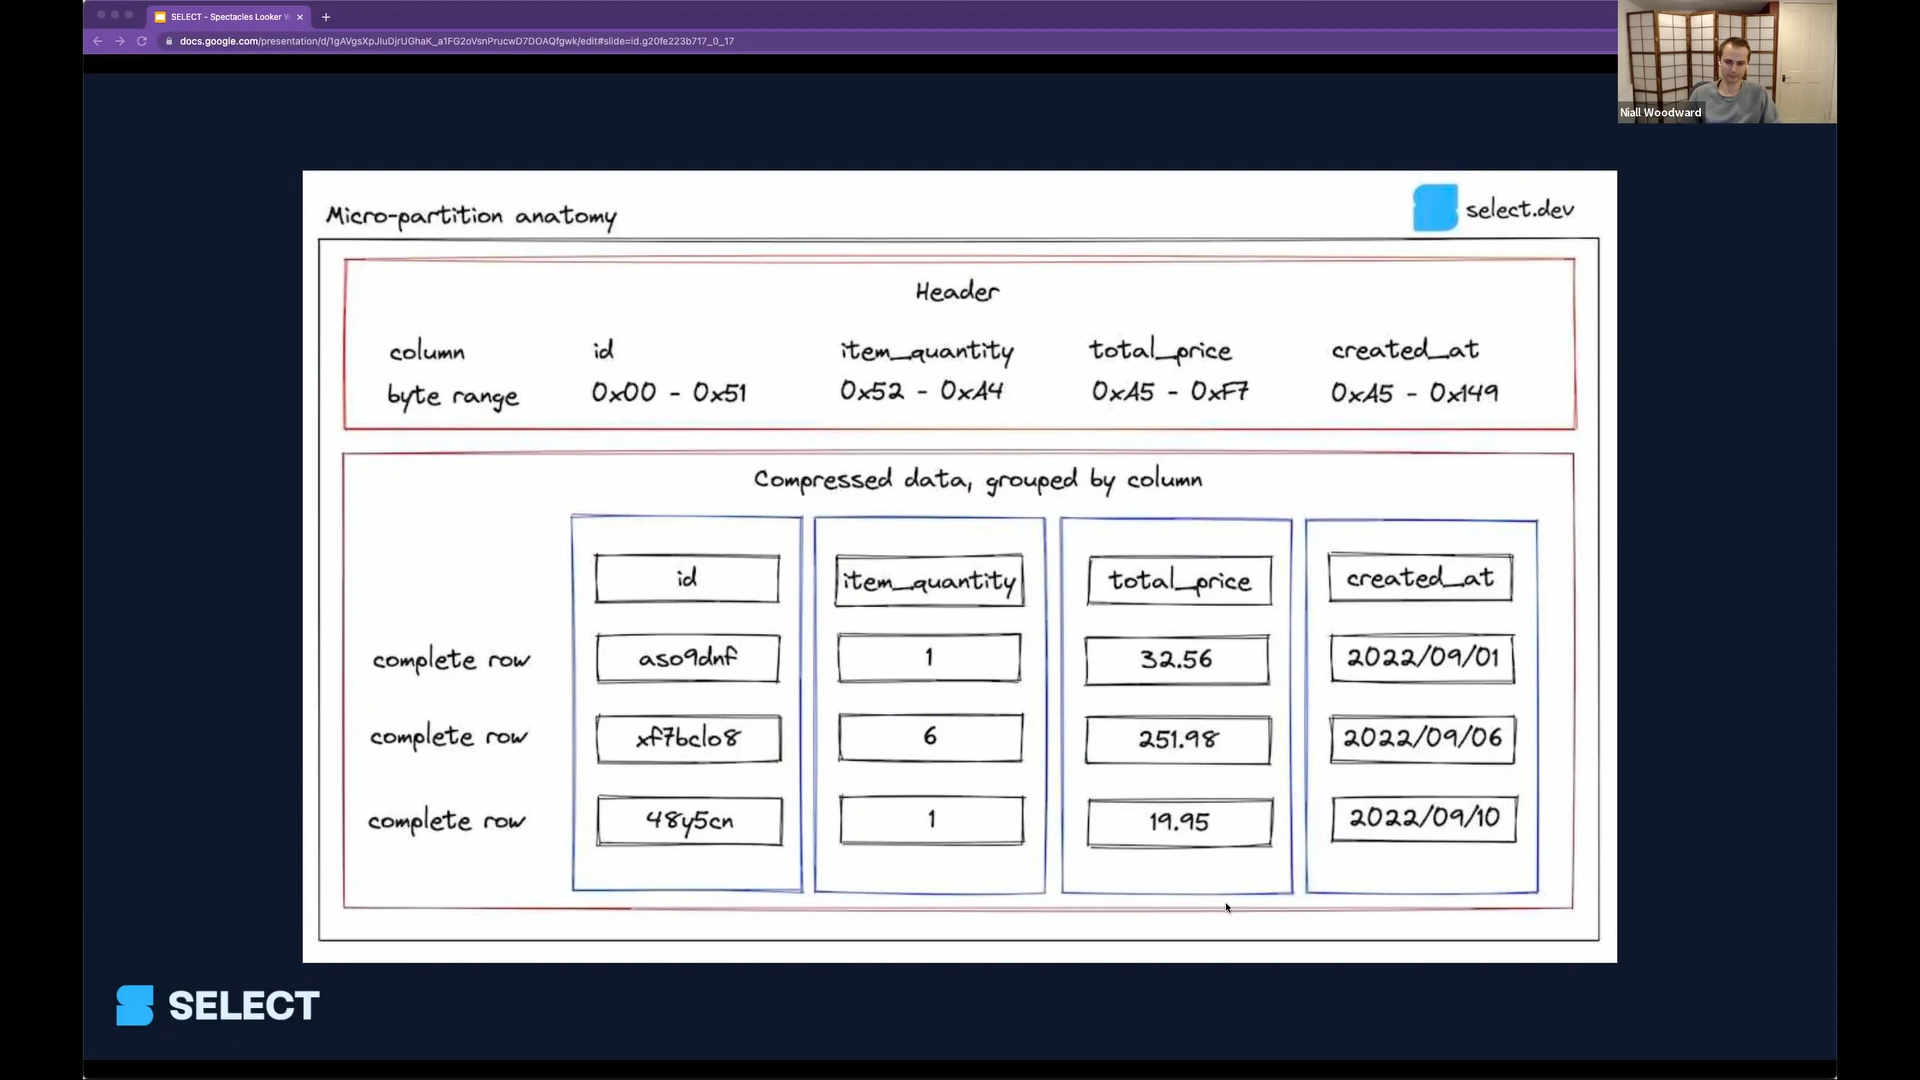 SELECT - Spectacles Looker
docs.google.com/presentation/d/1gAVgsXpJIuDjrUGhaK_a1FG2oVsnPrucwD7DOAQfgwk/edit#slide=id.g20fe223b717_0_17
Niall Woodward
Micro-partition anatomy
select.dev
Header
column id item_quantity total_price created_at
byte range 0x00 - 0x51 0x52 - 0xA4 0xA5 - 0xF7 0xA5 - 0x149
Compressed data, grouped by column
id item_quantity total_price created_at
complete row aso9dnf 1 32.56 2022/09/01
complete row xf7bclo8 6 251.98 2022/09/06
complete row 48y5cn 1 19.95 2022/09/10
SELECT